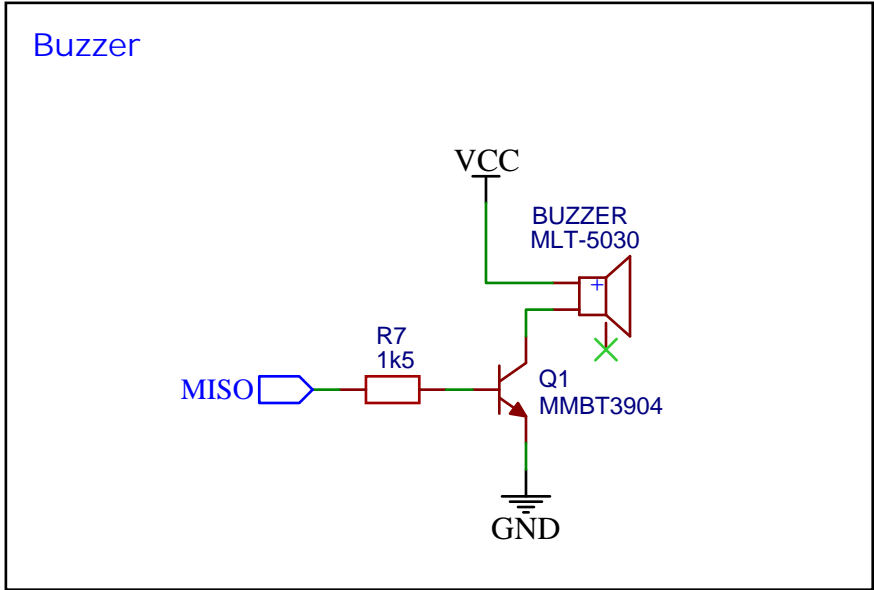 Buzzer
VCC
BUZZER
MLT-5030
+
R7
1k5
MISO
Q1
MMBT3904
GND